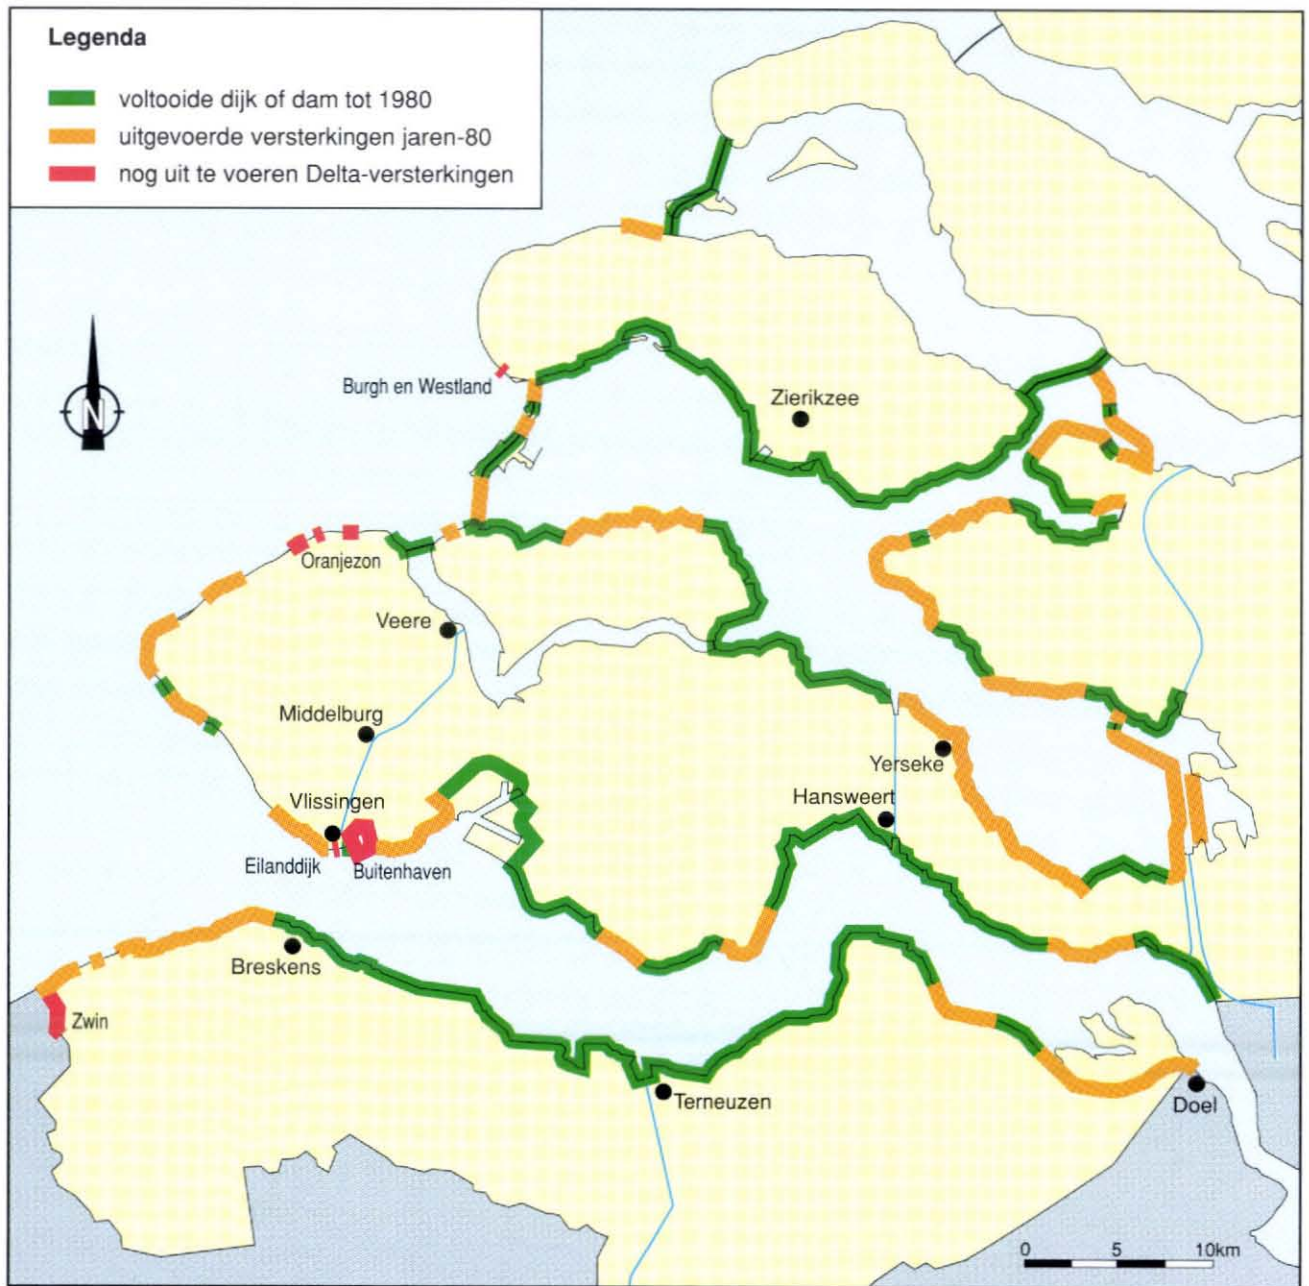 Legenda
voltooide dijk of dam tot 1980
uitgevoerde versterkingen jaren-80
nog uit te voeren Delta-versterkingen
N
Burgh en Westland
Zierikzee
Oranjezon
Veere
Middelburg
Yerseke
Vlissingen
Hansweert
Eilanddijk
Buitenhaven
Breskens
Zwin
Terneuzen
Doel
0 5 10km